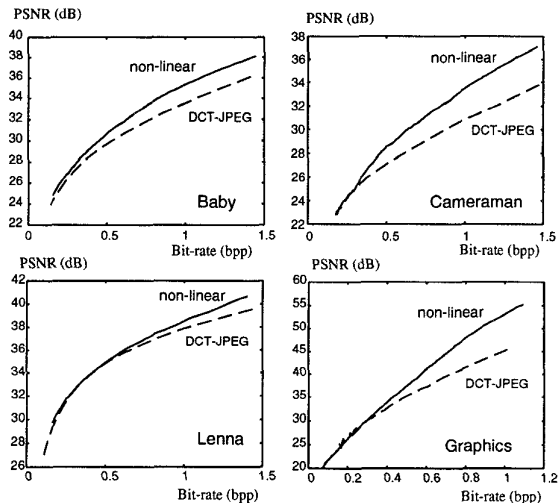 PSNR (dB)
40
38
36
34
32
30
28
26
24
22
0
0.5
1
1.5
non-linear
DCT-JPEG
Baby
Bit-rate (bpp)
PSNR (dB)
38
36
34
32
30
28
26
24
22
0
0.5
1
1.5
non-linear
DCT-JPEG
Cameraman
Bit-rate (bpp)
PSNR (dB)
42
40
38
36
34
32
30
28
26
0
0.5
1
1.5
non-linear
DCT-JPEG
Lenna
Bit-rate (bpp)
PSNR (dB)
60
55
50
45
40
35
30
25
20
0
0.2
0.4
0.6
0.8
1
1.2
non-linear
DCT-JPEG
Graphics
Bit-rate (bpp)